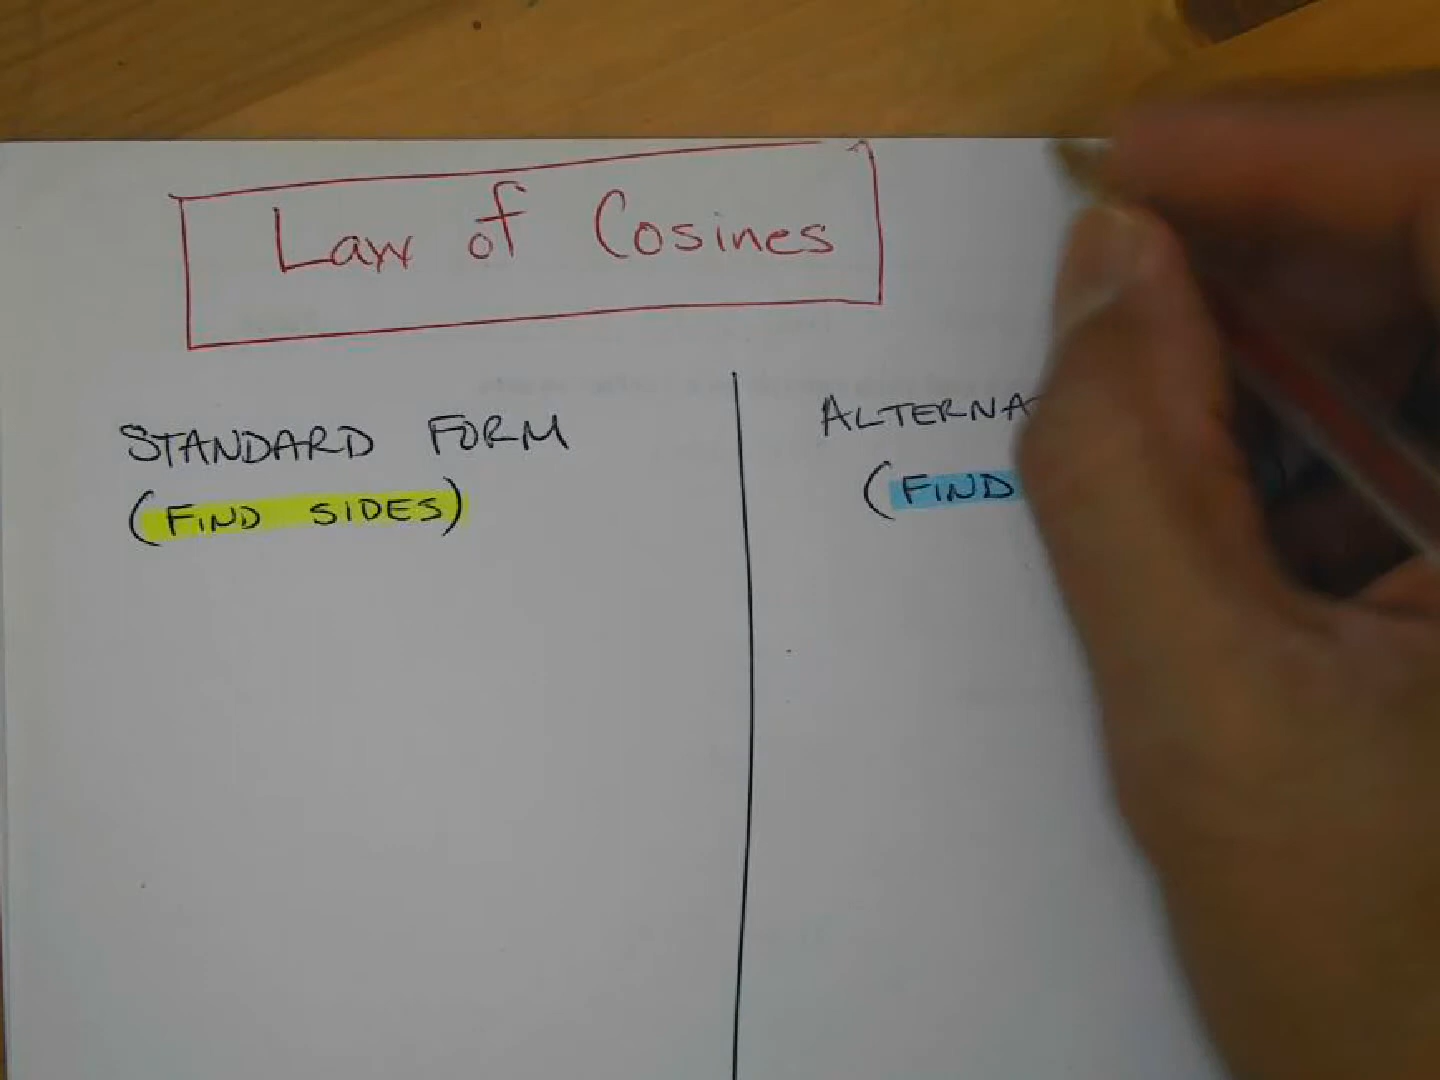 Law of Cosines
STANDARD FORM
(FIND SIDES)
ALTERNA
(FIND